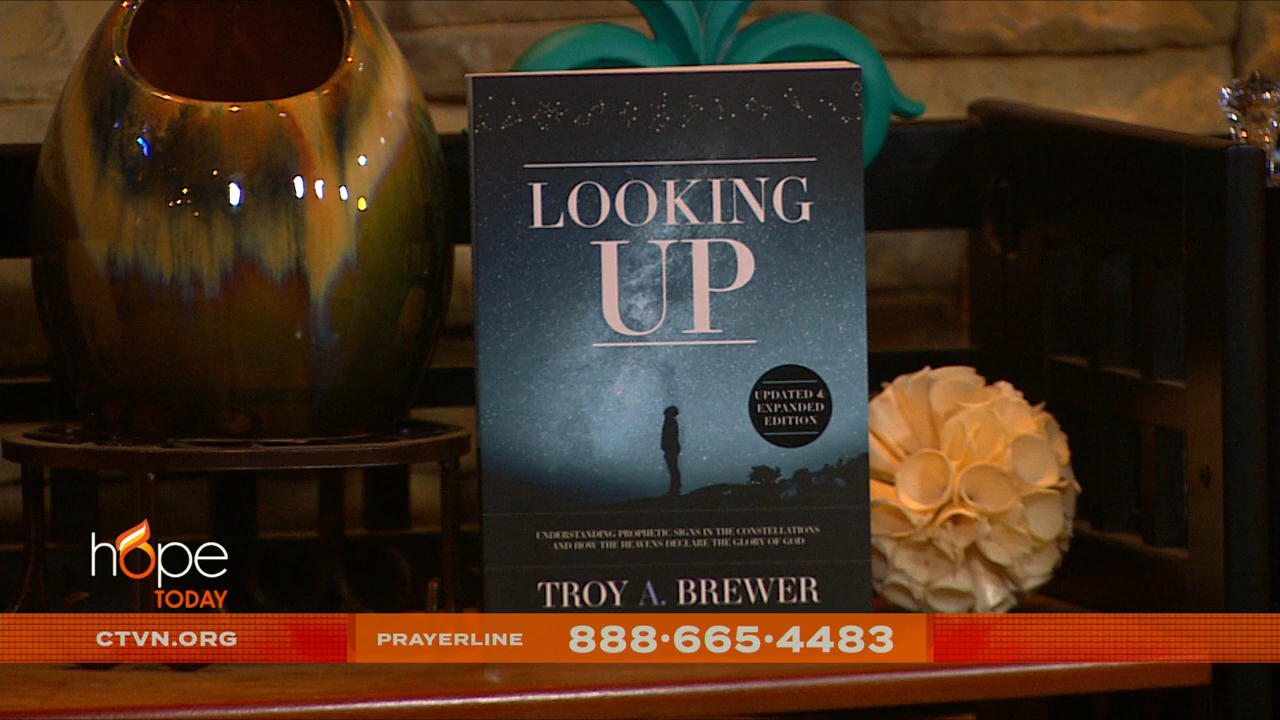 LOOKING
UP
UPDATED &
EXPANDED
EDITION
UNDERSTANDING PROPHETIC SIGNS IN THE CONSTELLATIONS
AND HOW THE HEAVENS DECLARE THE GLORY OF GOD
TROY A. BREWER
hope
TODAY
CTVN.ORG
PRAYERLINE
888·665·4483